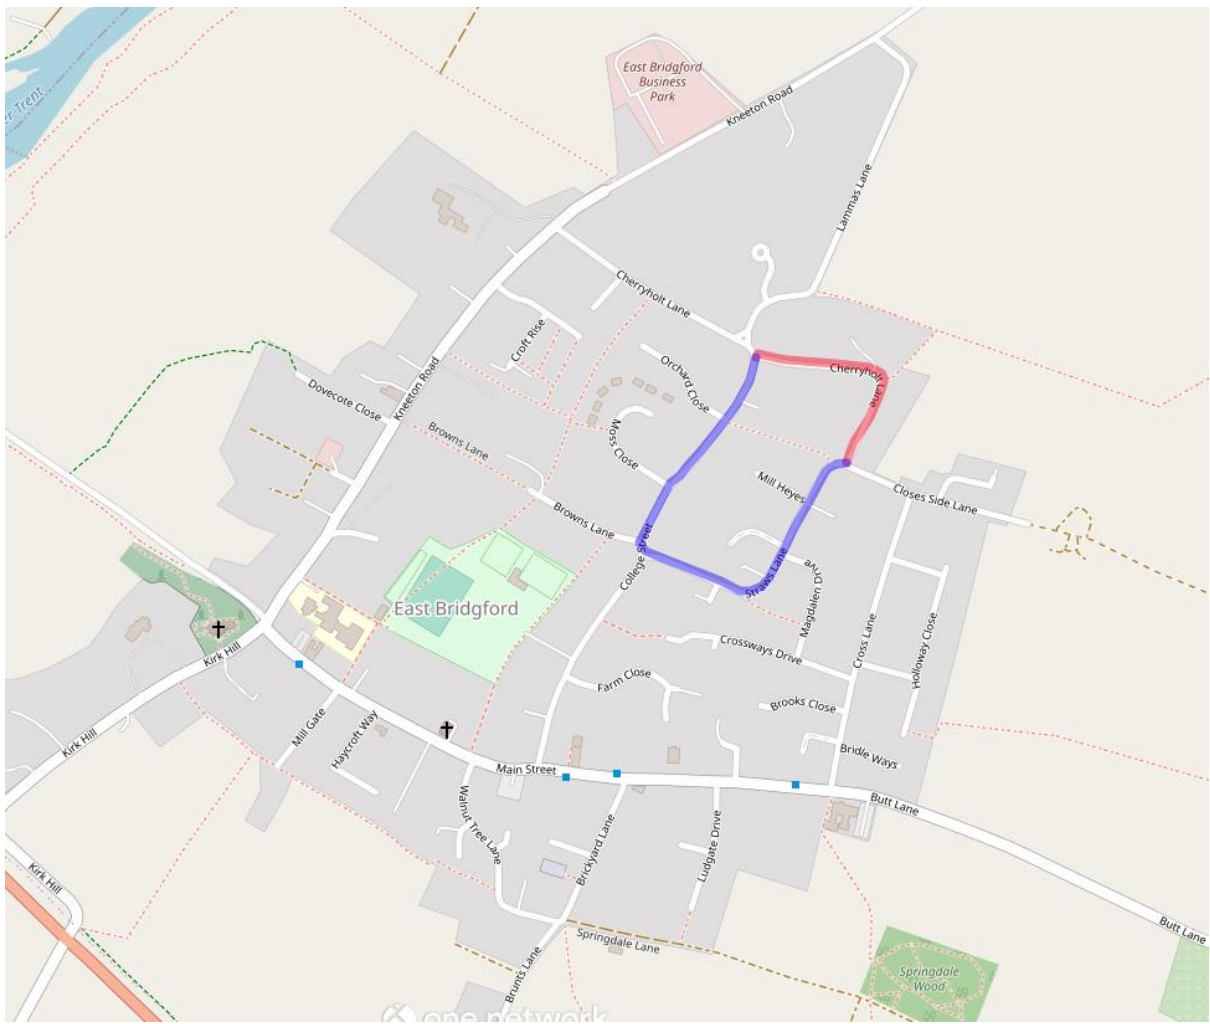 East Bridgford
Business
Park
Kneeton Road
er Trent
Lammas Lane
Cherryholt Lane
Croft Rise
Orchard Close
Cherryholt Lane
Kneeton Road
Dovecote Close
Browns Lane
Moss Close
Mill Heyes
Closes Side Lane
Browns Lane
College Street
Straws Lane
Magdalen Drive
East Bridgford
Kirk Hill
Crossways Drive
Cross Lane
Holloway Close
Farm Close
Brooks Close
Mill Gate
Haycroft Way
Kirk Hill
Bridle Ways
Main Street
Butt Lane
Walnut Tree Lane
Brickyard Lane
Ludgate Drive
Kirk Hill
Butt Lane
Springdale Lane
Springdale
Wood
Brunts Lane
one network